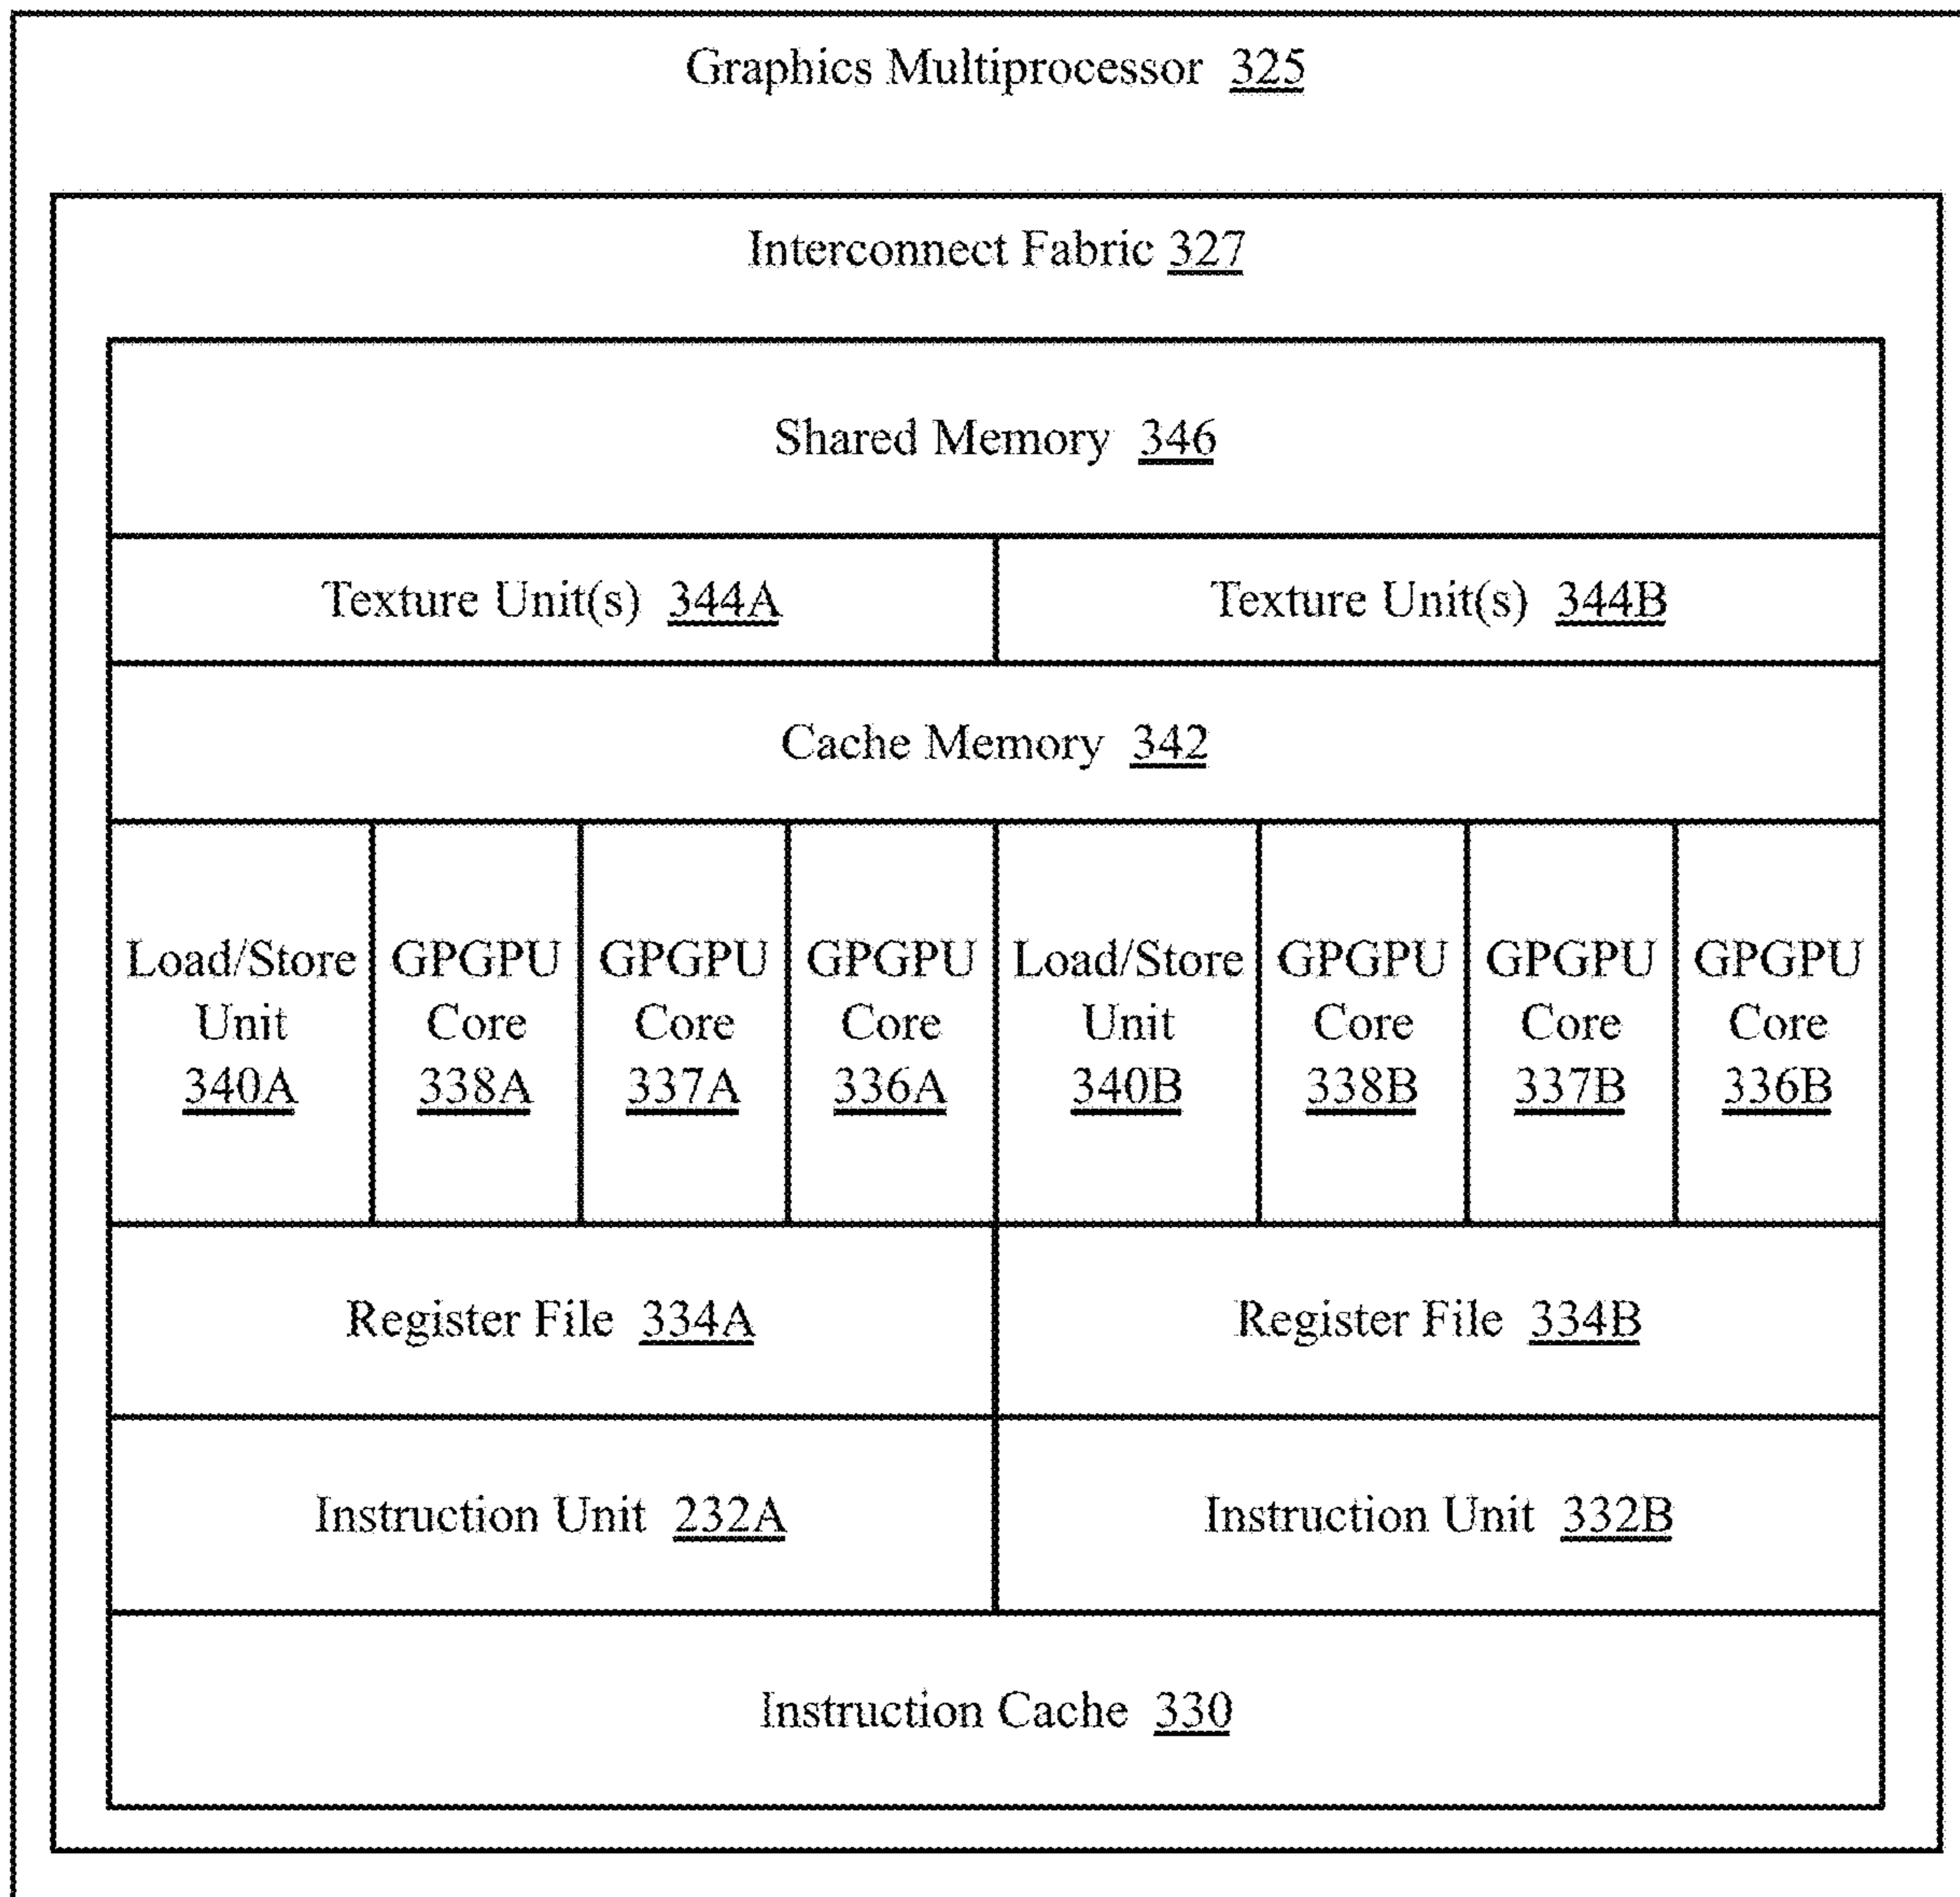 Graphics Multiprocessor 325
Interconnect Fabric 327
Shared Memory 346
Texture Unit(s) 344A
Texture Unit(s) 344B
Cache Memory 342
Load/Store
Unit
340A
GPGPU
Core
338A
GPGPU
Core
337A
GPGPU
Core
336A
Load/Store
Unit
340B
GPGPU
Core
338B
GPGPU
Core
337B
GPGPU
Core
336B
Register File 334A
Register File 334B
Instruction Unit 232A
Instruction Unit 332B
Instruction Cache 330